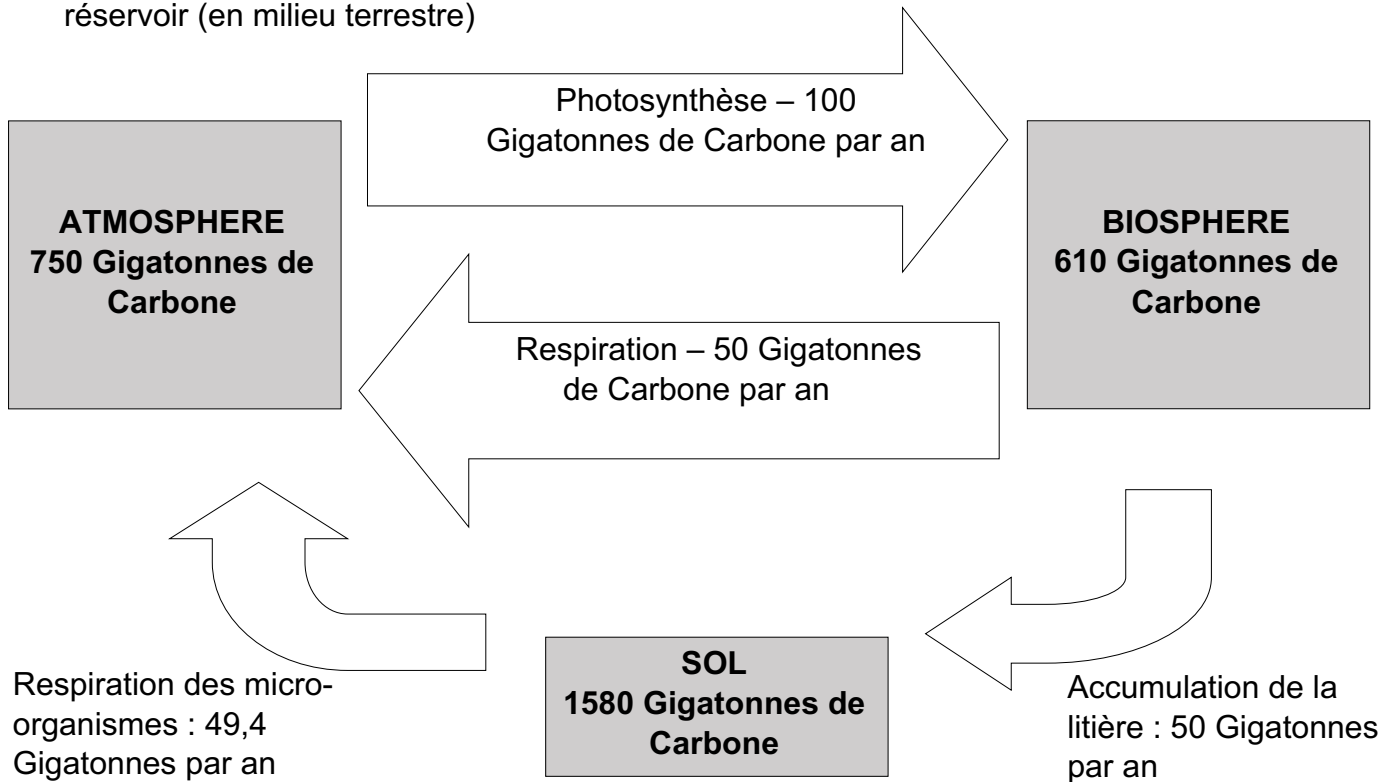 réservoir (en milieu terrestre)
Photosynthèse – 100
Gigatonnes de Carbone par an
ATMOSPHERE
750 Gigatonnes de
Carbone
BIOSPHERE
610 Gigatonnes de
Carbone
Respiration – 50 Gigatonnes
de Carbone par an
Respiration des micro-
organismes : 49,4
Gigatonnes par an
SOL
1580 Gigatonnes de
Carbone
Accumulation de la
litière : 50 Gigatonnes
par an